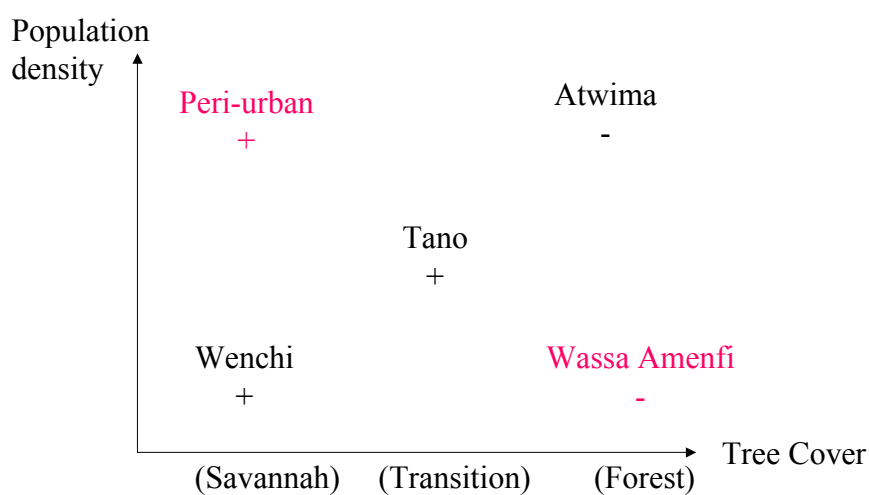 Population
density
Peri-urban
+
Atwima
-
Tano
+
Wenchi
+
Wassa Amenfi
-
Tree Cover
(Savannah) (Transition) (Forest)